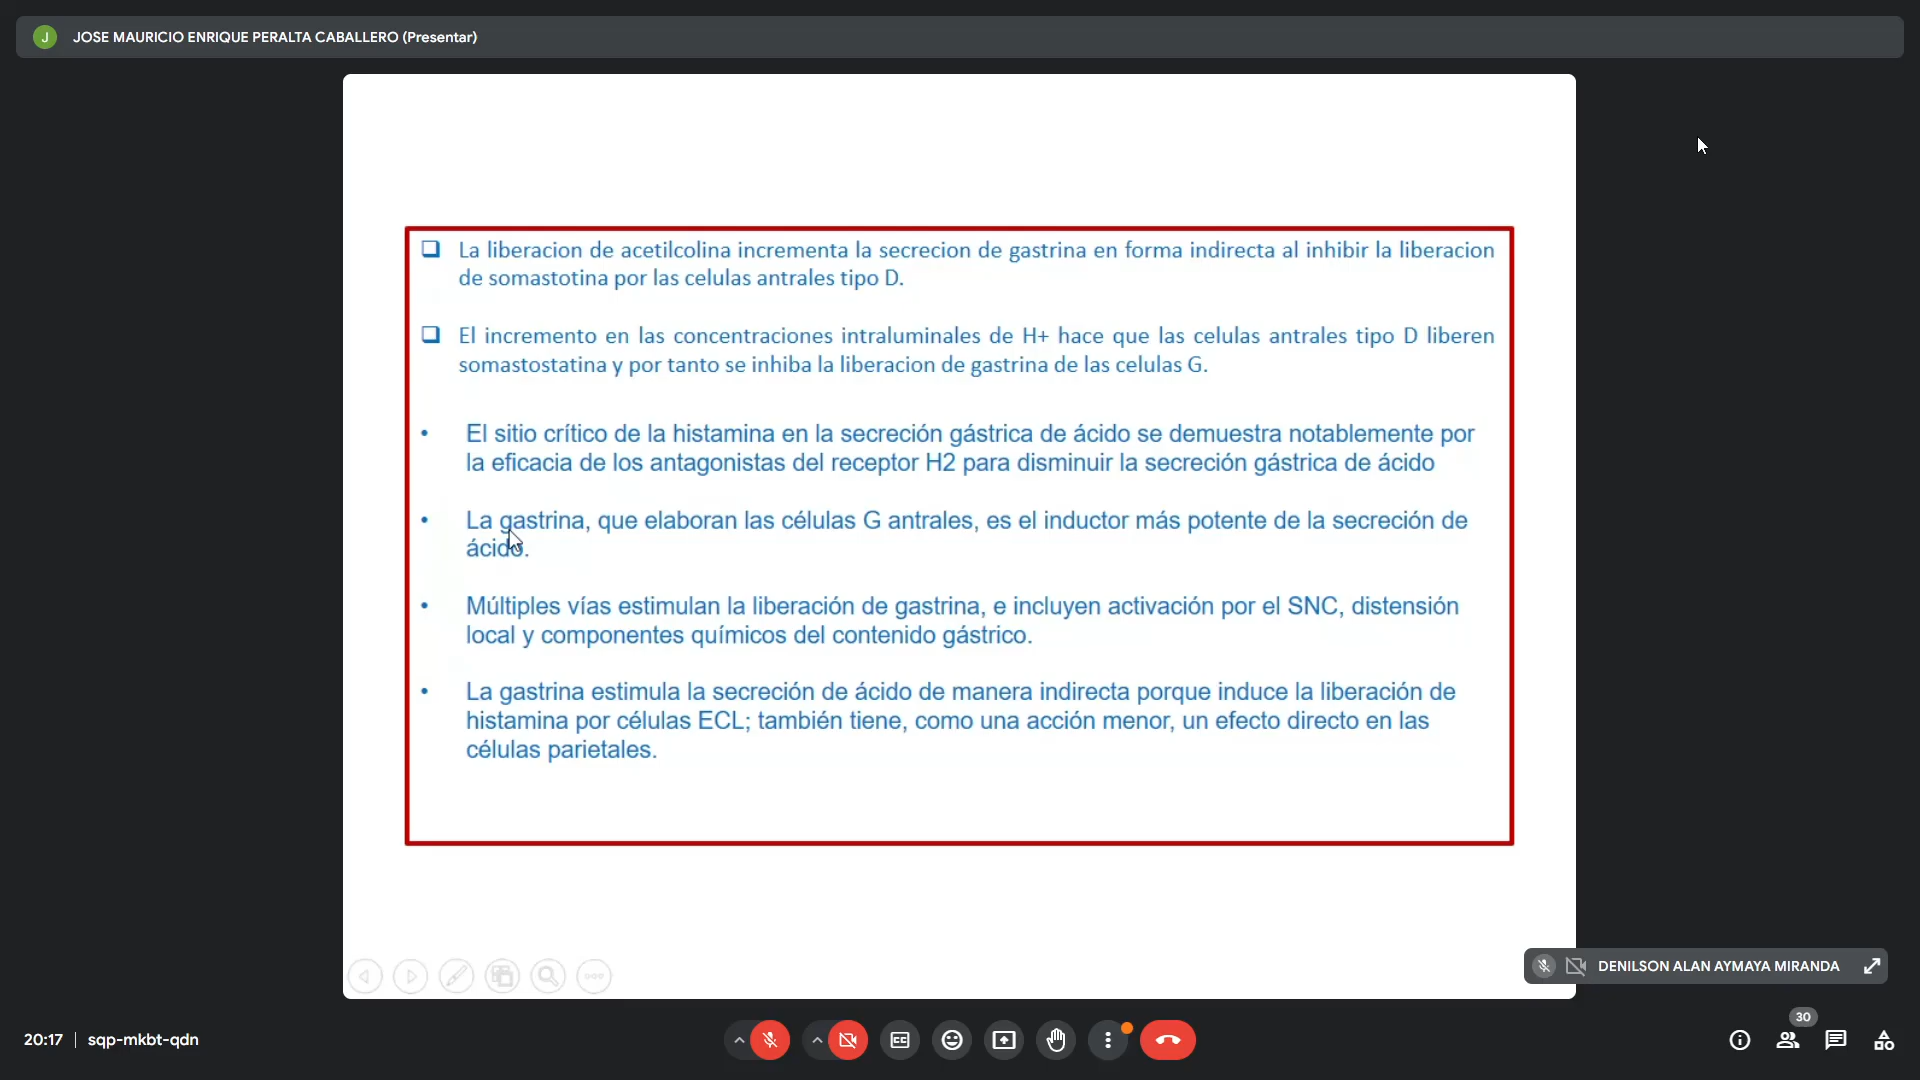 J JOSE MAURICIO ENRIQUE PERALTA CABALLERO (Presentar)
❑ La liberacion de acetilcolina incrementa la secrecion de gastrina en forma indirecta al inhibir la liberacion
de somastotina por las celulas antrales tipo D.
❑ El incremento en las concentraciones intraluminales de H+ hace que las celulas antrales tipo D liberen
somastostatina y por tanto se inhiba la liberacion de gastrina de las celulas G.
• El sitio crítico de la histamina en la secreción gástrica de ácido se demuestra notablemente por
la eficacia de los antagonistas del receptor H2 para disminuir la secreción gástrica de ácido
• La gastrina, que elaboran las células G antrales, es el inductor más potente de la secreción de
ácido.
• Múltiples vías estimulan la liberación de gastrina, e incluyen activación por el SNC, distensión
local y componentes químicos del contenido gástrico.
• La gastrina estimula la secreción de ácido de manera indirecta porque induce la liberación de
histamina por células ECL; también tiene, como una acción menor, un efecto directo en las
células parietales.
DENILSON ALAN AYMAYA MIRANDA
30
20:17 | sqp-mkbt-qdn